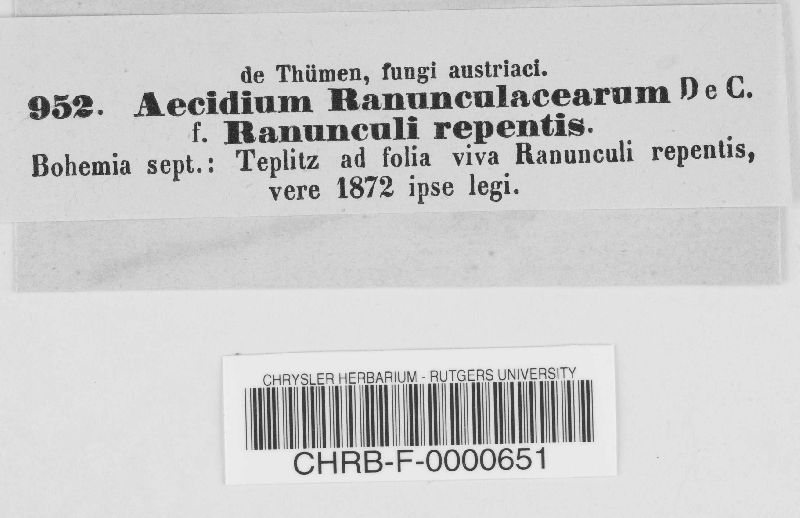 de Thümen, fungi austriaci.
952. Aecidium Ranunculacearum De C.
f. Ranunculi repentis.
Bohemia sept.: Teplitz ad folia viva Ranunculi repentis,
vere 1872 ipse legi.
CHRYSLER HERBARIUM - RUTGERS UNIVERSITY
CHRB-F-0000651